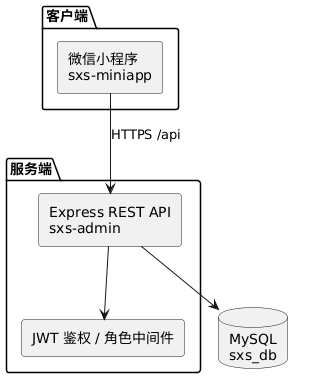 客户端
微信小程序
sxs-miniapp
HTTPS /api
服务端
Express REST API
sxs-admin
JWT 鉴权 / 角色中间件
MySQL
sxs_db